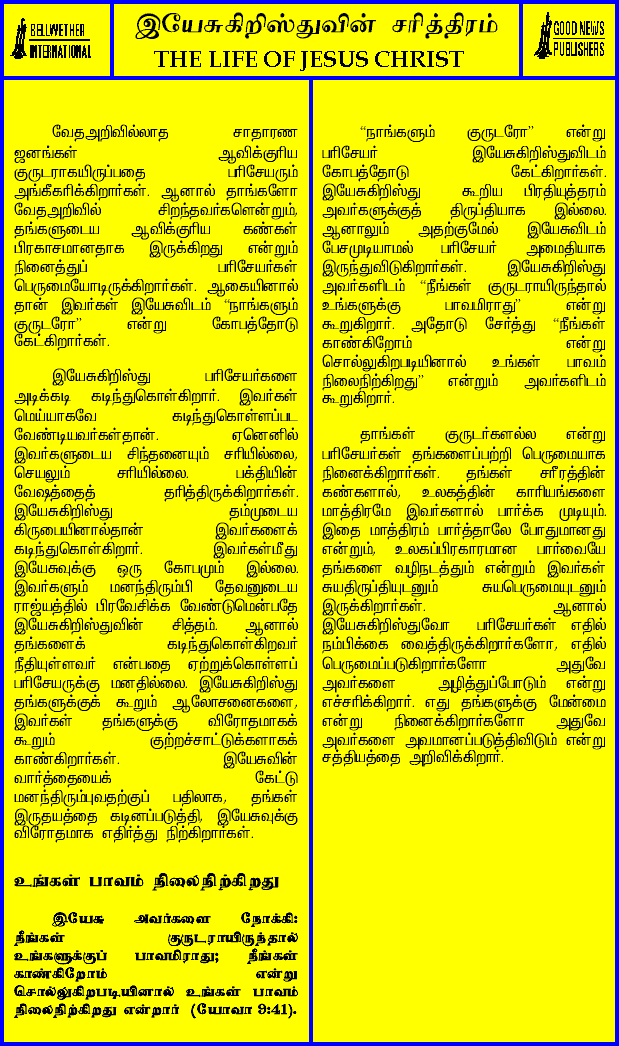 BELLWETHER
INTERNATIONAL
இயேசுகிறிஸ்துவின் சரித்திரம்
THE LIFE OF JESUS CHRIST
GOOD NEWS
PUBLISHERS
வேதஅறிவில்லாத சாதாரண
ஜனங்கள் ஆவிக்குரிய
குருடராகயிருப்பதை பரிசேயரும்
அங்கீகரிக்கிறார்கள். ஆனால் தாங்களோ
வேதஅறிவில் சிறந்தவர்களென்றும்,
தங்களுடைய ஆவிக்குரிய கண்கள்
பிரகாசமானதாக இருக்கிறது என்றும்
நினைத்துப் பரிசேயர்கள்
பெருமையோடிருக்கிறார்கள். ஆகையினால்
தான் இவர்கள் இயேசுவிடம் “நாங்களும்
குருடரோ” என்று கோபத்தோடு
கேட்கிறார்கள்.
இயேசுகிறிஸ்து பரிசேயர்களை
அடிக்கடி கடிந்துகொள்கிறார். இவர்கள்
மெய்யாகவே கடிந்துகொள்ளப்பட
வேண்டியவர்கள்தான். ஏனெனில்
இவர்களுடைய சிந்தனையும் சரியில்லை,
செயலும் சரியில்லை. பக்தியின்
வேஷத்தைத் தரித்திருக்கிறார்கள்.
இயேசுகிறிஸ்து தம்முடைய
கிருபையினால்தான் இவர்களைக்
கடிந்துகொள்கிறார். இவர்கள்மீது
இயேசுவுக்கு ஒரு கோபமும் இல்லை.
இவர்களும் மனந்திரும்பி தேவனுடைய
ராஜ்யத்தில் பிரவேசிக்க வேண்டுமென்பதே
இயேசுகிறிஸ்துவின் சித்தம். ஆனால்
தங்களைக் கடிந்துகொள்கிறவர்
நீதியுள்ளவர் என்பதை ஏற்றுக்கொள்ளப்
பரிசேயருக்கு மனதில்லை. இயேசுகிறிஸ்து
தங்களுக்குக் கூறும் ஆலோசனைகளை,
இவர்கள் தங்களுக்கு விரோதமாகக்
கூறும் குற்றச்சாட்டுக்களாகக்
காண்கிறார்கள். இயேசுவின்
வார்த்தையைக் கேட்டு
மனந்திரும்புவதற்குப் பதிலாக, தங்கள்
இருதயத்தை கடினப்படுத்தி, இயேசுவுக்கு
விரோதமாக எதிர்த்து நிற்கிறார்கள்.
உங்கள் பாவம் நிலைநிற்கிறது
இயேசு அவர்களை நோக்கி:
நீங்கள் குருடராயிருந்தால்
உங்களுக்குப் பாவமிராது; நீங்கள்
காண்கிறோம் என்று
சொல்லுகிறபடியினால் உங்கள் பாவம்
நிலைநிற்கிறது என்றார் (யோவா 9:41).
“நாங்களும் குருடரோ” என்று
பரிசேயர் இயேசுகிறிஸ்துவிடம்
கோபத்தோடு கேட்கிறார்கள்.
இயேசுகிறிஸ்து கூறிய பிரதியுத்தரம்
அவர்களுக்குத் திருப்தியாக இல்லை.
ஆனாலும் அதற்குமேல் இயேசுவிடம்
பேசமுடியாமல் பரிசேயர் அமைதியாக
இருந்துவிடுகிறார்கள். இயேசுகிறிஸ்து
அவர்களிடம் “நீங்கள் குருடராயிருந்தால்
உங்களுக்கு பாவமிராது” என்று
கூறுகிறார். அதோடு சேர்த்து “நீங்கள்
காண்கிறோம் என்று
சொல்லுகிறபடியினால் உங்கள் பாவம்
நிலைநிற்கிறது” என்றும் அவர்களிடம்
கூறுகிறார்.
தாங்கள் குருடர்களல்ல என்று
பரிசேயர்கள் தங்களைப்பற்றி பெருமையாக
நினைக்கிறார்கள். தங்கள் சரீரத்தின்
கண்களால், உலகத்தின் காரியங்களை
மாத்திரமே இவர்களால் பார்க்க முடியும்.
இதை மாத்திரம் பார்த்தாலே போதுமானது
என்றும், உலகப்பிரகாரமான பார்வையே
தங்களை வழிநடத்தும் என்றும் இவர்கள்
சுயதிருப்தியுடனும் சுயபெருமையுடனும்
இருக்கிறார்கள். ஆனால்
இயேசுகிறிஸ்துவோ பரிசேயர்கள் எதில்
நம்பிக்கை வைத்திருக்கிறார்களோ, எதில்
பெருமைப்படுகிறார்களோ அதுவே
அவர்களை அழித்துப்போடும் என்று
எச்சரிக்கிறார். எது தங்களுக்கு மேன்மை
என்று நினைக்கிறார்களோ அதுவே
அவர்களை அவமானப்படுத்திவிடும் என்று
சத்தியத்தை அறிவிக்கிறார்.